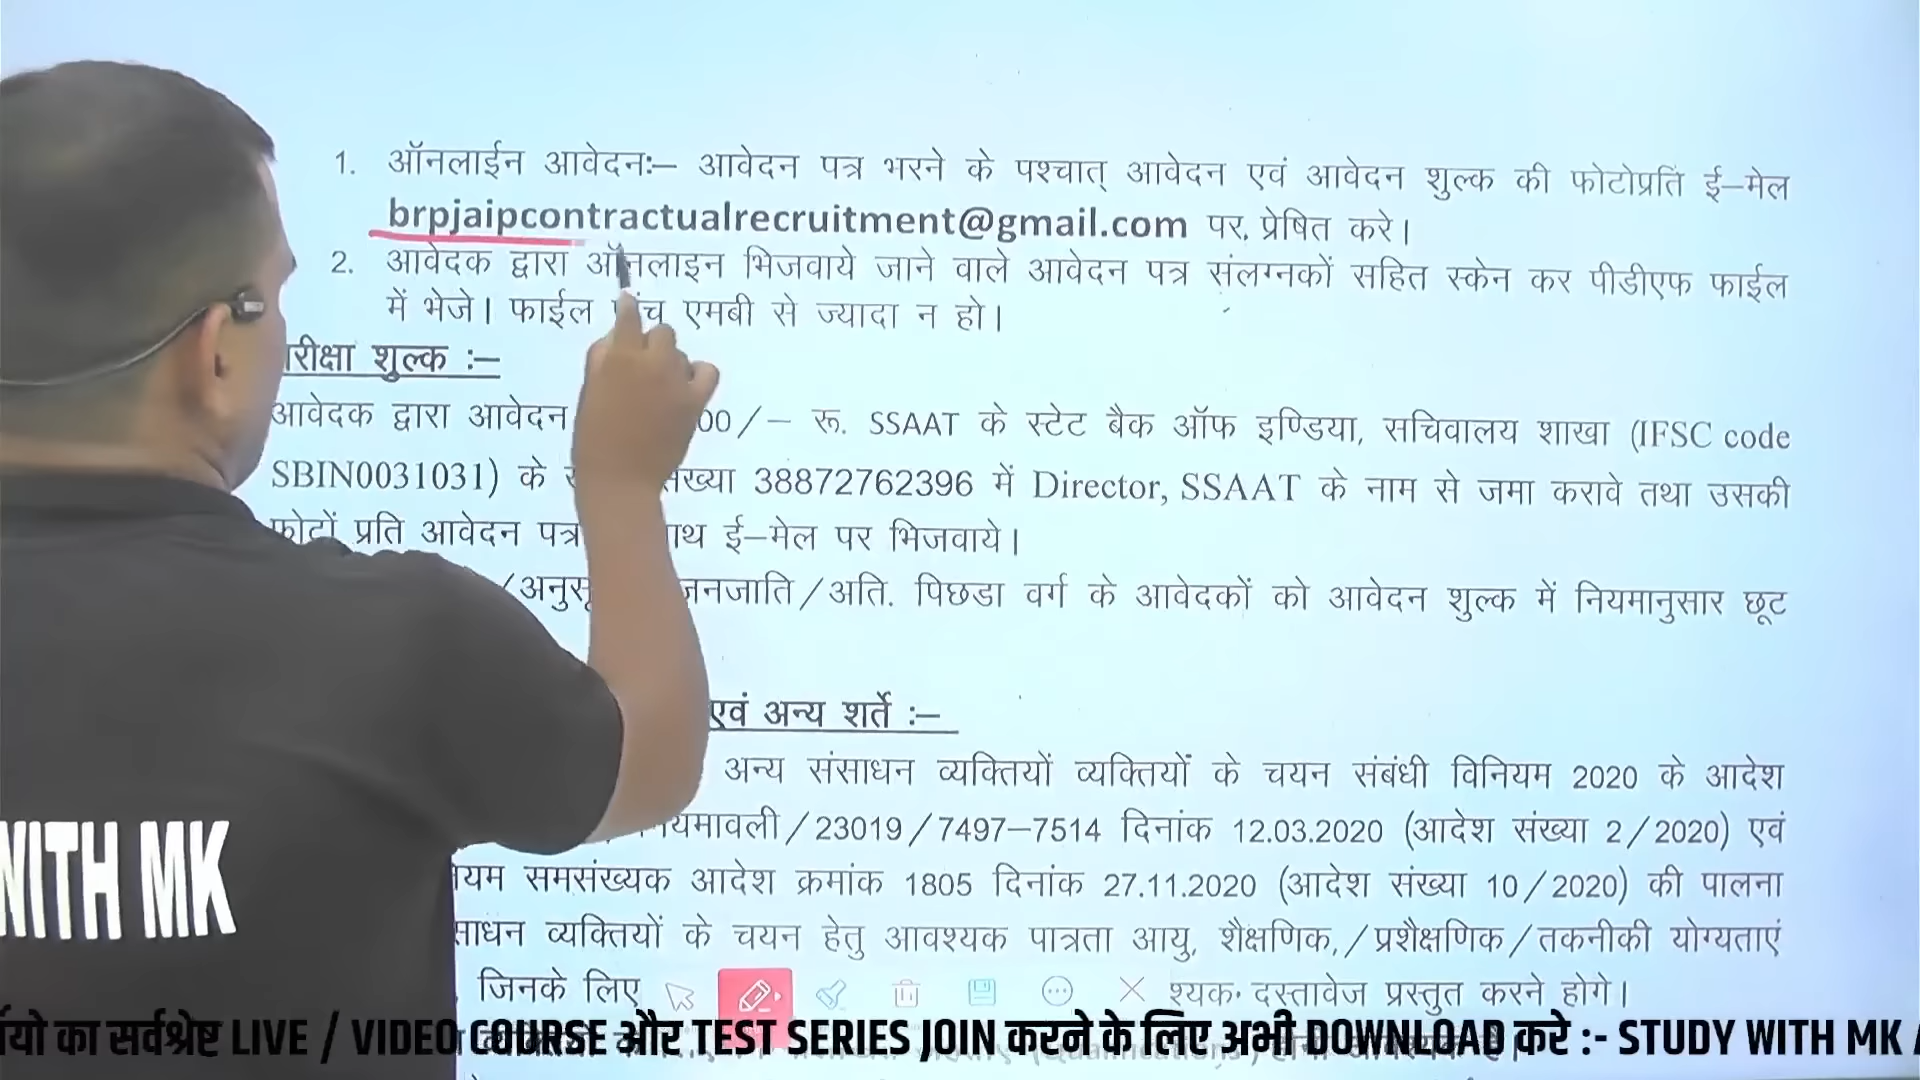 1. ऑनलाईन आवेदनः– आवेदन पत्र भरने के पश्चात् आवेदन एवं आवेदन शुल्क की फोटोप्रति ई–मेल
brpjaipcontractualrecruitment@gmail.com पर. प्रेषित करे।
2. आवेदक द्वारा ऑनलाइन भिजवाये जाने वाले आवेदन पत्र संलग्नकों सहित स्केन कर पीडीएफ फाईल
में भेजे। फाईल एमबी से ज्यादा न हो।
शुल्क :–
आवेदक द्वारा आवेदन 00/– रू. SSAAT के स्टेट बैक ऑफ इण्डिया, सचिवालय शाखा (IFSC code
SBIN0031031) के 38872762396 में Director, SSAAT के नाम से जमा करावे तथा उसकी
फोटों प्रति आवेदन पत्र ई–मेल पर भिजवाये।
जनजाति/अति. पिछडा वर्ग के आवेदकों को आवेदन शुल्क में नियमानुसार छूट
एवं अन्य शर्ते :–
अन्य संसाधन व्यक्तियों व्यक्तियों के चयन संबंधी विनियम 2020 के आदेश
/23019/7497–7514 दिनांक 12.03.2020 (आदेश संख्या 2/2020) एवं
समसंख्यक आदेश क्रमांक 1805 दिनांक 27.11.2020 (आदेश संख्या 10/2020) की पालना
व्यक्तियों के चयन हेतु आवश्यक पात्रता आयु, शैक्षणिक,/प्रशैक्षणिक/तकनीकी योग्यताएं
जिनके लिए दस्तावेज प्रस्तुत करने होगे।
WITH MK
का सर्वश्रेष्ट LIVE / VIDEO COURSE और TEST SERIES JOIN करने के लिए अभी DOWNLOAD करे :- STUDY WITH MK